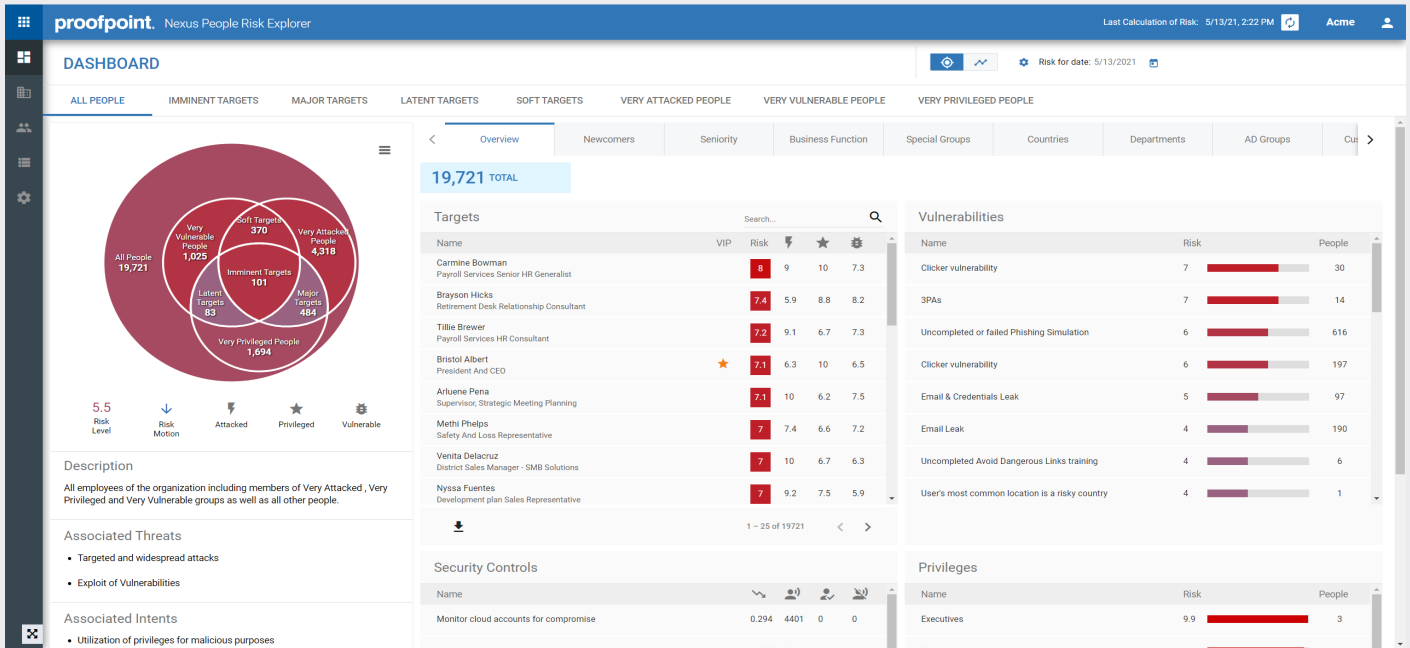 proofpoint. Nexus People Risk Explorer
Last Calculation of Risk: 5/13/21, 2:22 PM
Acme
DASHBOARD
Risk for date: 5/13/2021
ALL PEOPLE IMMINENT TARGETS MAJOR TARGETS LATENT TARGETS SOFT TARGETS VERY ATTACKED PEOPLE VERY VULNERABLE PEOPLE VERY PRIVILEGED PEOPLE
All People
19,721
Very
Vulnerable
People
1,025
Soft Targets
370
Very Attacked
People
4,318
Imminent Targets
101
Latent
Targets
83
Major
Targets
484
Very Privileged People
1,694
5.5
Risk
Level
Risk
Motion
Attacked
Privileged
Vulnerable
Description
All employees of the organization including members of Very Attacked , Very
Privileged and Very Vulnerable groups as well as all other people.
Associated Threats
• Targeted and widespread attacks
• Exploit of Vulnerabilities
Associated Intents
• Utilization of privileges for malicious purposes
Overview Newcomers Seniority Business Function Special Groups Countries Departments AD Groups
19,721 TOTAL
Targets
Search...
Name VIP Risk
Carmine Bowman
Payroll Services Senior HR Generalist
8 9 10 7.3
Brayson Hicks
Retirement Desk Relationship Consultant
7.4 5.9 8.8 8.2
Tillie Brewer
Payroll Services HR Consultant
7.2 9.1 6.7 7.3
Bristol Albert
President And CEO
7.1 6.3 10 6.5
Arluene Pena
Supervisor, Strategic Meeting Planning
7.1 10 6.2 7.5
Methi Phelps
Safety And Loss Representative
7 7.4 6.6 7.2
Venita Delacruz
District Sales Manager - SMB Solutions
7 10 6.7 6.3
Nyssa Fuentes
Development plan Sales Representative
7 9.2 7.5 5.9
1 – 25 of 19721
Vulnerabilities
Name Risk People
Clicker vulnerability 7 30
3PAs 7 14
Uncompleted or failed Phishing Simulation 6 616
Clicker vulnerability 6 197
Email & Credentials Leak 5 97
Email Leak 4 190
Uncompleted Avoid Dangerous Links training 4 6
User's most common location is a risky country 4 1
Security Controls
Name
Monitor cloud accounts for compromise 0.294 4401 0 0
Privileges
Name Risk People
Executives 9.9 3